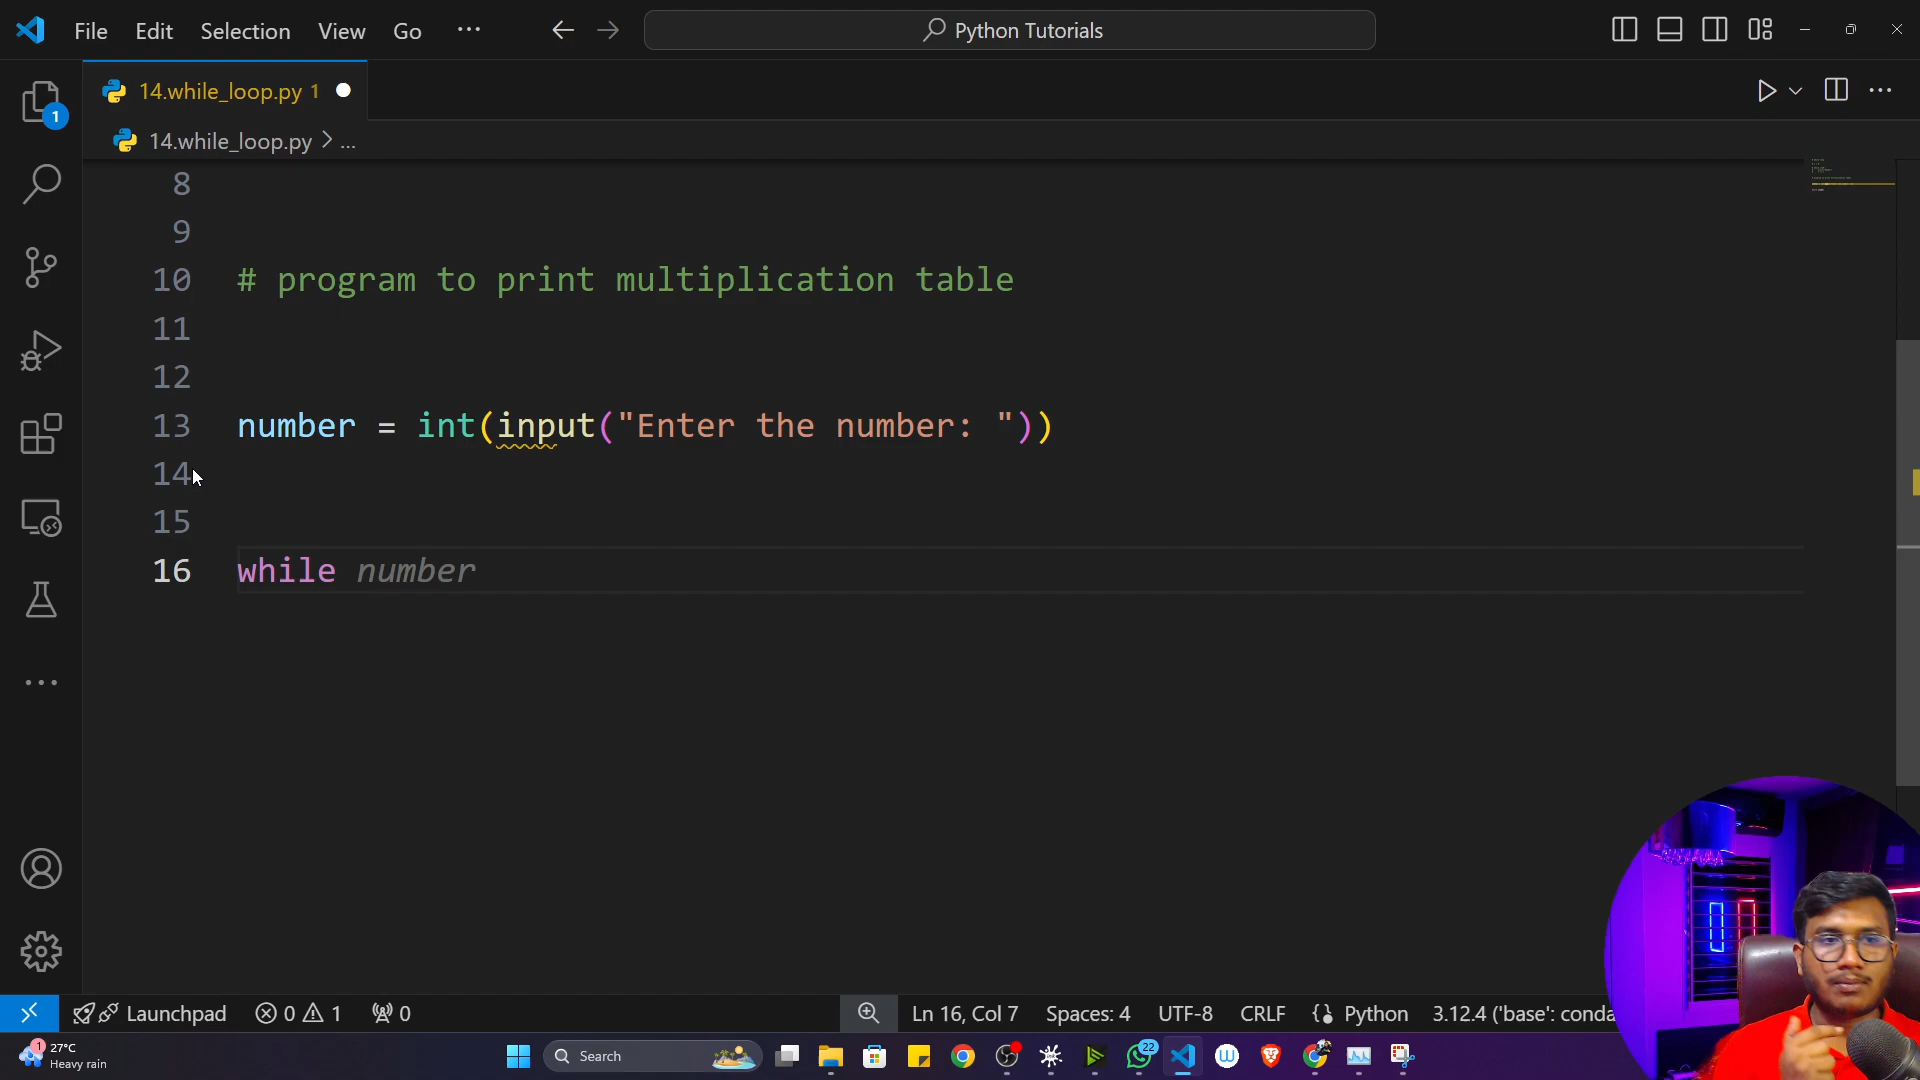 File Edit Selection View Go ···
Python Tutorials
14.while_loop.py 1
14.while_loop.py > ...
1
8
9
10 # program to print multiplication table
11
12
13 number = int(input("Enter the number: "))
14
15
16 while number
Launchpad 0 1 0 Ln 16, Col 7 Spaces: 4 UTF-8 CRLF Python 3.12.4 ('base': conda
1 27°C
Heavy rain
Search
22